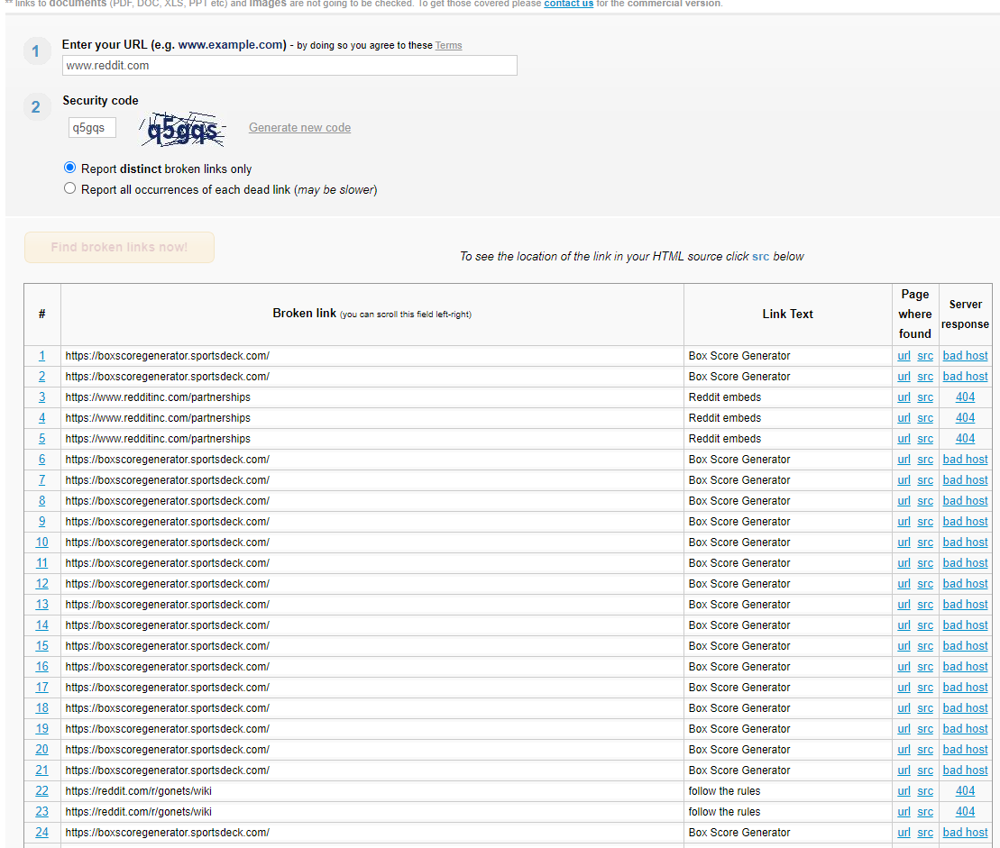 ** links to documents (PDF, DOC, XLS, PPT etc) and images are not going to be checked. To get those covered please contact us for the commercial version.
1
Enter your URL (e.g. www.example.com) - by doing so you agree to these Terms
www.reddit.com
2
Security code
q5gqs q5gqs Generate new code
Report distinct broken links only
Report all occurrences of each dead link (may be slower)
Find broken links now!
To see the location of the link in your HTML source click src below
# Broken link (you can scroll this field left-right) Link Text Page where found Server response
1 https://boxscoregenerator.sportsdeck.com/ Box Score Generator url src bad host
2 https://boxscoregenerator.sportsdeck.com/ Box Score Generator url src bad host
3 https://www.redditinc.com/partnerships Reddit embeds url src 404
4 https://www.redditinc.com/partnerships Reddit embeds url src 404
5 https://www.redditinc.com/partnerships Reddit embeds url src 404
6 https://boxscoregenerator.sportsdeck.com/ Box Score Generator url src bad host
7 https://boxscoregenerator.sportsdeck.com/ Box Score Generator url src bad host
8 https://boxscoregenerator.sportsdeck.com/ Box Score Generator url src bad host
9 https://boxscoregenerator.sportsdeck.com/ Box Score Generator url src bad host
10 https://boxscoregenerator.sportsdeck.com/ Box Score Generator url src bad host
11 https://boxscoregenerator.sportsdeck.com/ Box Score Generator url src bad host
12 https://boxscoregenerator.sportsdeck.com/ Box Score Generator url src bad host
13 https://boxscoregenerator.sportsdeck.com/ Box Score Generator url src bad host
14 https://boxscoregenerator.sportsdeck.com/ Box Score Generator url src bad host
15 https://boxscoregenerator.sportsdeck.com/ Box Score Generator url src bad host
16 https://boxscoregenerator.sportsdeck.com/ Box Score Generator url src bad host
17 https://boxscoregenerator.sportsdeck.com/ Box Score Generator url src bad host
18 https://boxscoregenerator.sportsdeck.com/ Box Score Generator url src bad host
19 https://boxscoregenerator.sportsdeck.com/ Box Score Generator url src bad host
20 https://boxscoregenerator.sportsdeck.com/ Box Score Generator url src bad host
21 https://boxscoregenerator.sportsdeck.com/ Box Score Generator url src bad host
22 https://reddit.com/r/gonets/wiki follow the rules url src 404
23 https://reddit.com/r/gonets/wiki follow the rules url src 404
24 https://boxscoregenerator.sportsdeck.com/ Box Score Generator url src bad host